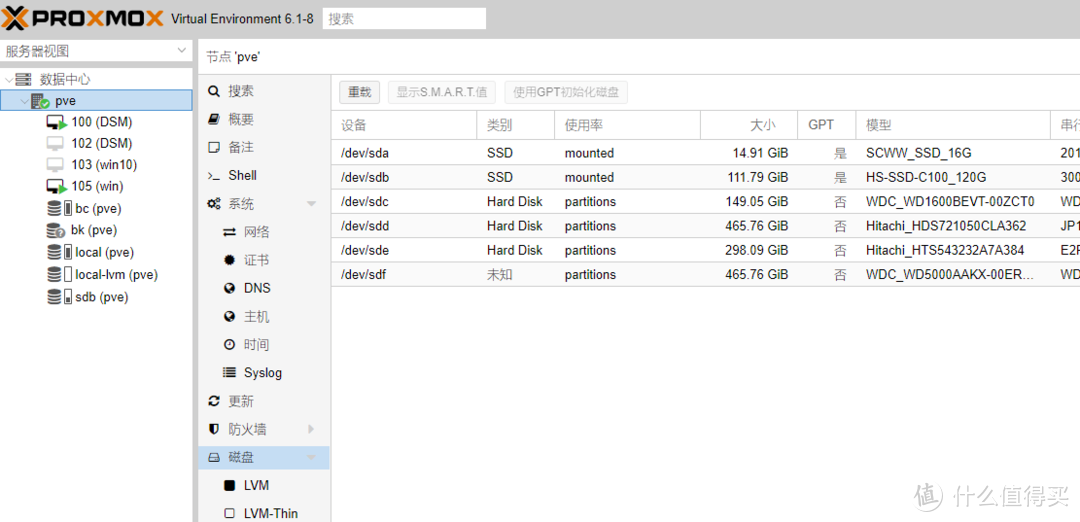 PROXMOX Virtual Environment 6.1-8 搜索
服务器视图
数据中心
pve
100 (DSM)
102 (DSM)
103 (win10)
105 (win)
bc (pve)
bk (pve)
local (pve)
local-lvm (pve)
sdb (pve)
节点 'pve'
搜索
概要
备注
Shell
系统
网络
证书
DNS
主机
时间
Syslog
更新
防火墙
磁盘
LVM
LVM-Thin
重载 显示S.M.A.R.T.值 使用GPT初始化磁盘
设备 类别 使用率 大小 GPT 模型 串行
/dev/sda SSD mounted 14.91 GiB 是 SCWW_SSD_16G 201
/dev/sdb SSD mounted 111.79 GiB 是 HS-SSD-C100_120G 300
/dev/sdc Hard Disk partitions 149.05 GiB 否 WDC_WD1600BEVT-00ZCT0 WD
/dev/sdd Hard Disk partitions 465.76 GiB 否 Hitachi_HDS721050CLA362 JP1
/dev/sde Hard Disk partitions 298.09 GiB 否 Hitachi_HTS543232A7A384 E2P
/dev/sdf 未知 partitions 465.76 GiB 否 WDC_WD5000AAKX-00ER... WD
值 什么值得买